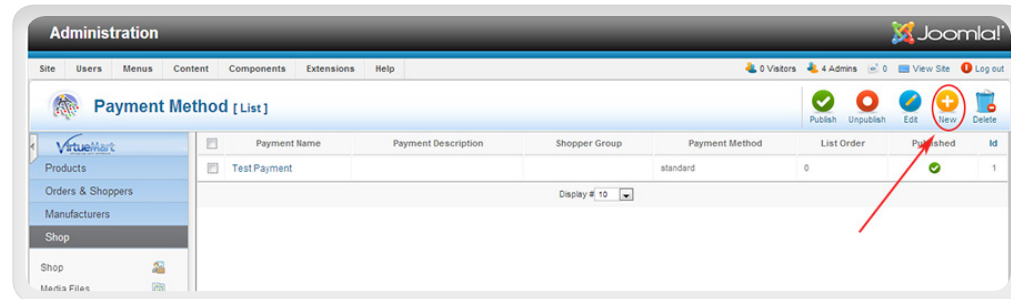 Administration
Joomla!
Site Users Menus Content Components Extensions Help
0 Visitors 4 Admins 0 View Site Log out
Payment Method [ List ]
Publish Unpublish Edit New Delete
VirtueMart
Payment Name Payment Description Shopper Group Payment Method List Order Published Id
Products
Test Payment standard 0 1
Orders & Shoppers
Display # 10
Manufacturers
Shop
Shop
Media Files